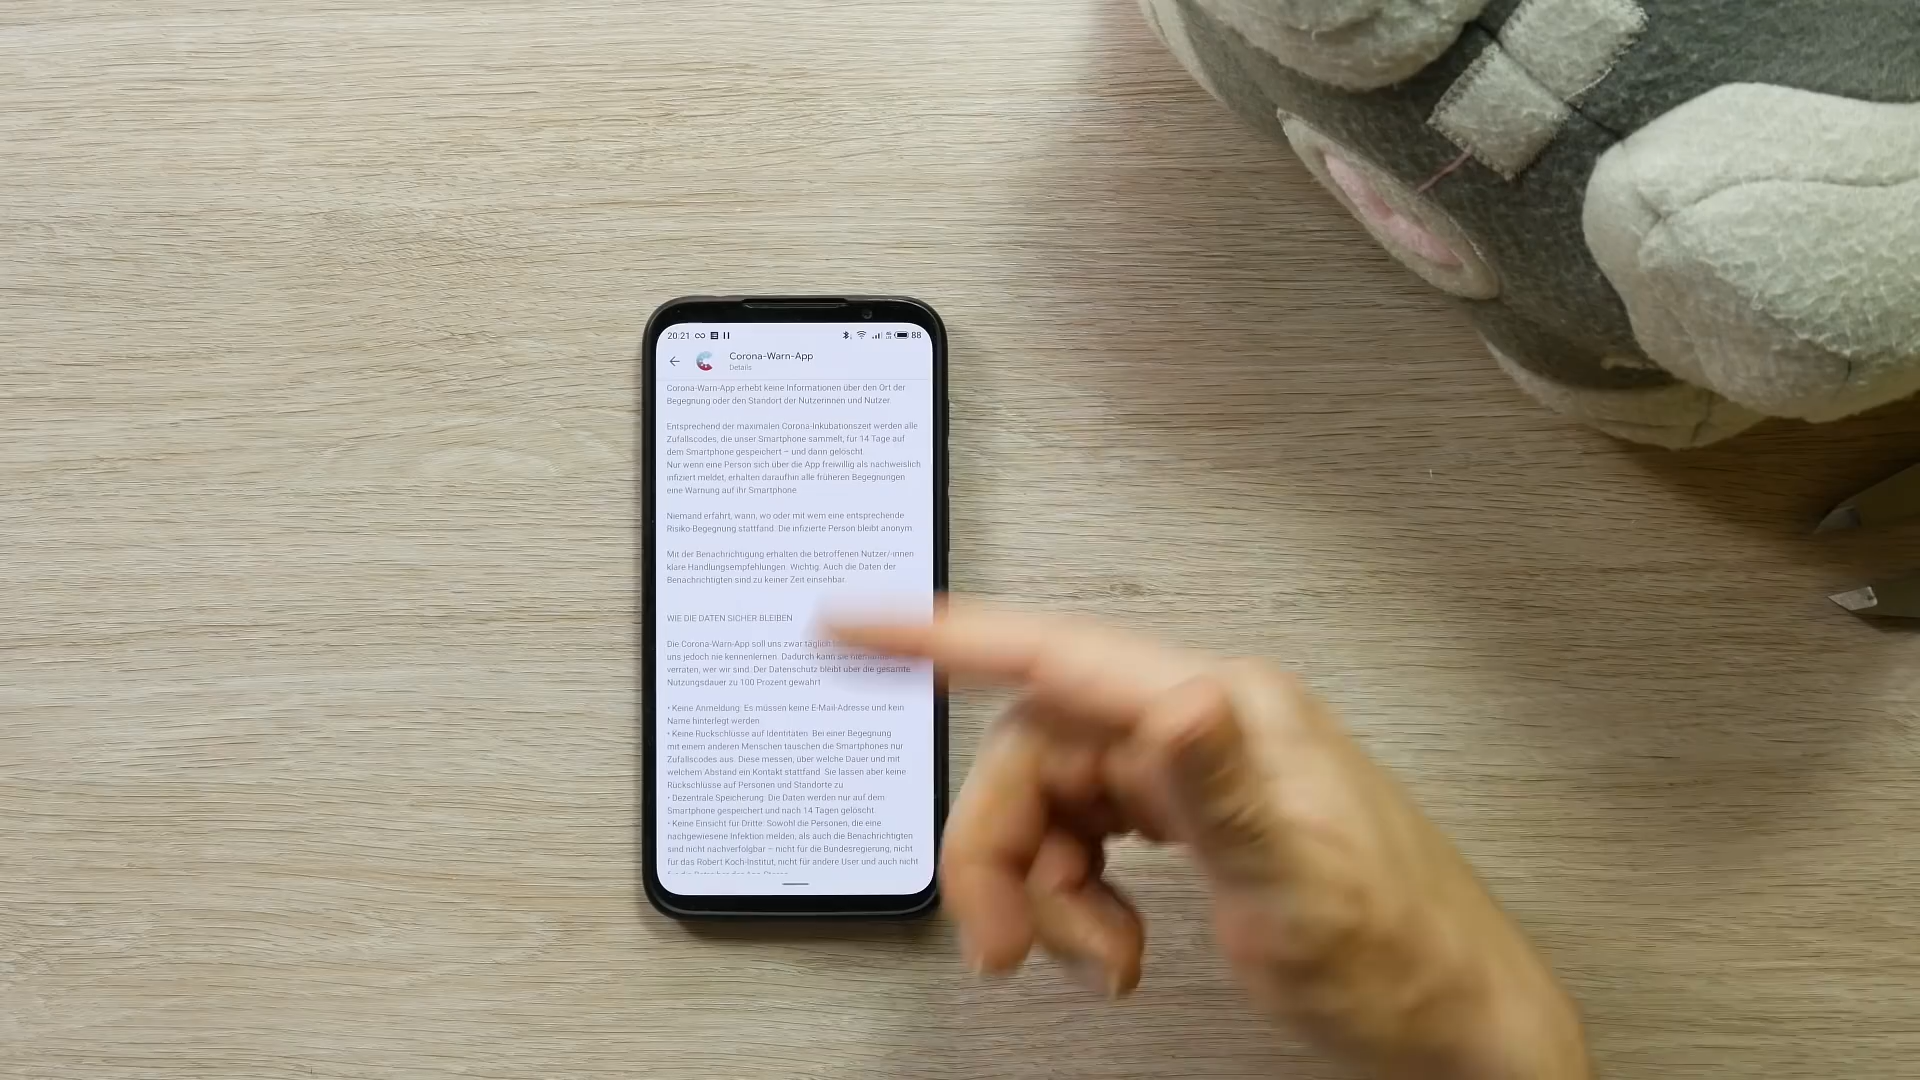 20:21
88
Corona-Warn-App
Details
Corona-Warn-App erhebt keine Informationen über den Ort der
Begegnung oder den Standort der Nutzerinnen und Nutzer.
Entsprechend der maximalen Corona-Inkubationszeit werden alle
Zufallscodes, die unser Smartphone sammelt, für 14 Tage auf
dem Smartphone gespeichert – und dann gelöscht.
Nur wenn eine Person sich über die App freiwillig als nachweislich
infiziert meldet, erhalten daraufhin alle früheren Begegnungen
eine Warnung auf ihr Smartphone.
Niemand erfährt, wann, wo oder mit wem eine entsprechende
Risiko-Begegnung stattfand. Die infizierte Person bleibt anonym.
Mit der Benachrichtigung erhalten die betroffenen Nutzer/-innen
klare Handlungsempfehlungen. Wichtig: Auch die Daten der
Benachrichtigten sind zu keiner Zeit einsehbar.
WIE DIE DATEN SICHER BLEIBEN
Die Corona-Warn-App soll uns zwar täglich
uns jedoch nie kennenlernen. Dadurch kann sie niemandem
verraten, wer wir sind. Der Datenschutz bleibt über die gesamte
Nutzungsdauer zu 100 Prozent gewahrt.
• Keine Anmeldung: Es müssen keine E-Mail-Adresse und kein
Name hinterlegt werden.
• Keine Rückschlüsse auf Identitäten: Bei einer Begegnung
mit einem anderen Menschen tauschen die Smartphones nur
Zufallscodes aus. Diese messen, über welche Dauer und mit
welchem Abstand ein Kontakt stattfand. Sie lassen aber keine
Rückschlüsse auf Personen und Standorte zu.
• Dezentrale Speicherung: Die Daten werden nur auf dem
Smartphone gespeichert und nach 14 Tagen gelöscht.
• Keine Einsicht für Dritte: Sowohl die Personen, die eine
nachgewiesene Infektion melden, als auch die Benachrichtigten
sind nicht nachverfolgbar – nicht für die Bundesregierung, nicht
für das Robert Koch-Institut, nicht für andere User und auch nicht